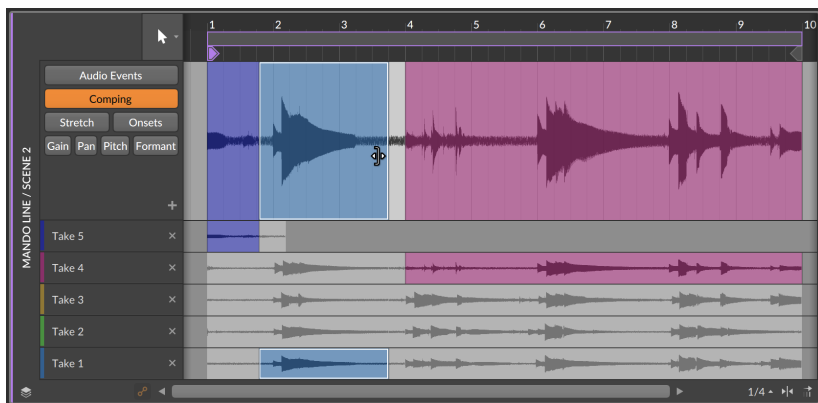 1 2 3 4 5 6 7 8 9 10
MANDO LINE / SCENE 2
Audio Events
Comping
Stretch Onsets
Gain Pan Pitch Formant
+
Take 5 ×
Take 4 ×
Take 3 ×
Take 2 ×
Take 1 ×
1/4